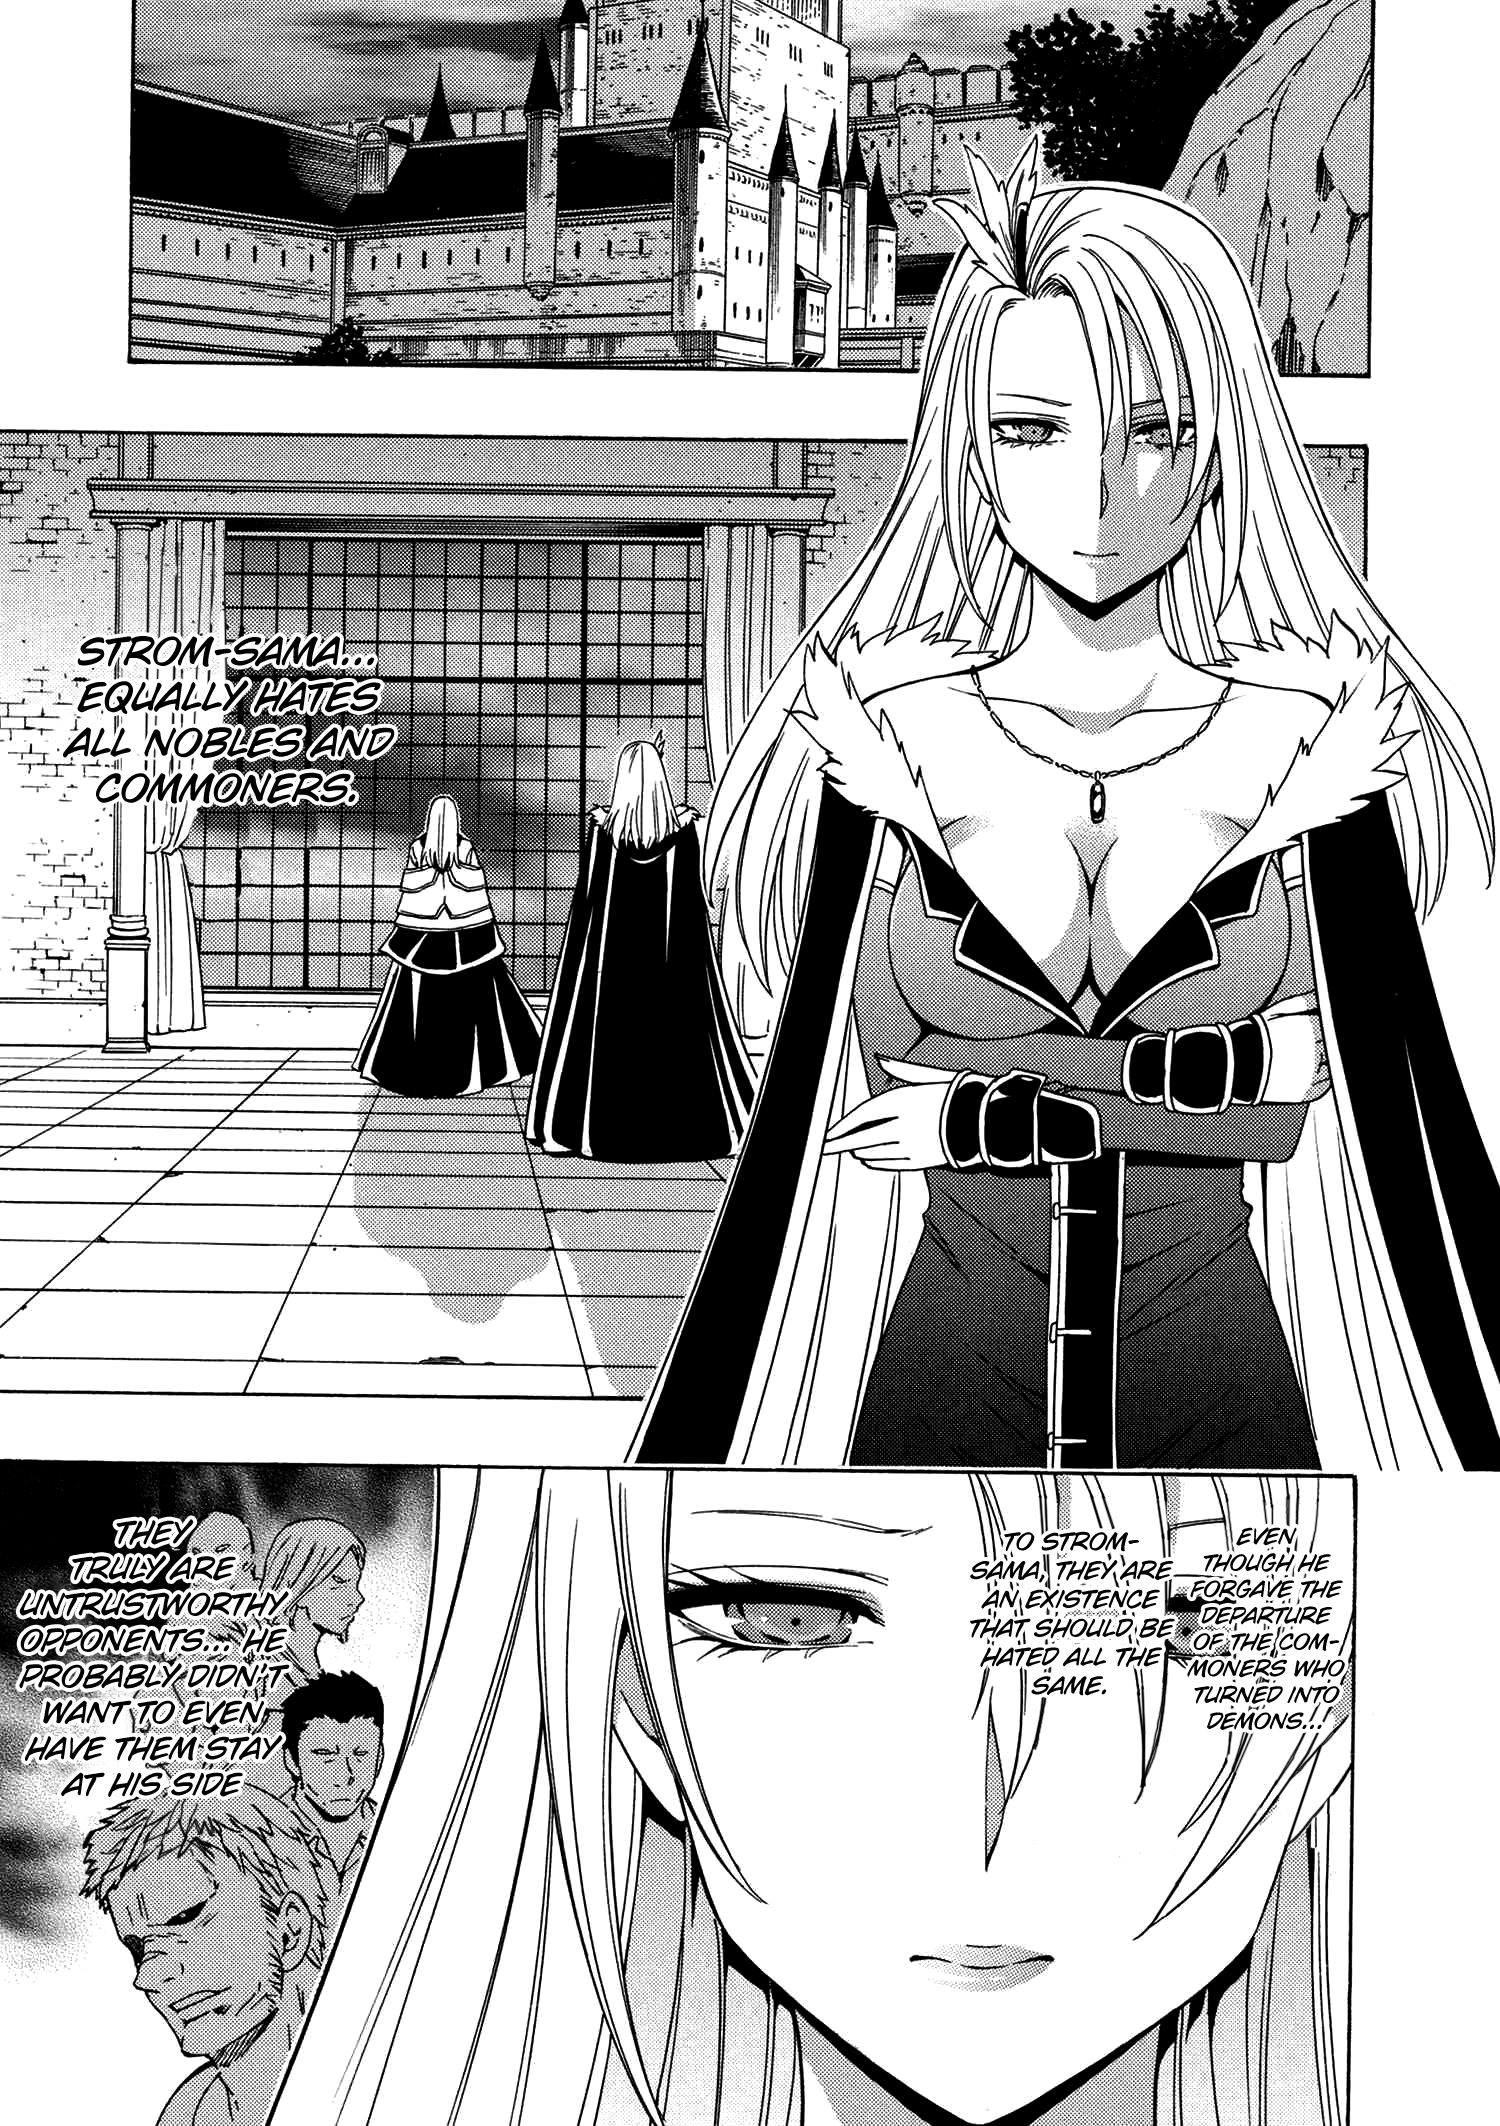 STROM-SAMA...
EQUALLY HATES
ALL NOBLES AND
COMMONERS.
EVEN
THOUGH HE
FORGAVE THE
DEPARTURE
OF THE COM-
MONERS WHO
TURNED INTO
DEMONS...
TO STROM-
SAMA, THEY ARE
AN EXISTENCE
THAT SHOULD BE
HATED ALL THE
SAME.
THEY
TRULY ARE
UNTRUSTWORTHY
OPPONENTS... HE
PROBABLY DIDN'T
WANT TO EVEN
HAVE THEM STAY
AT HIS SIDE